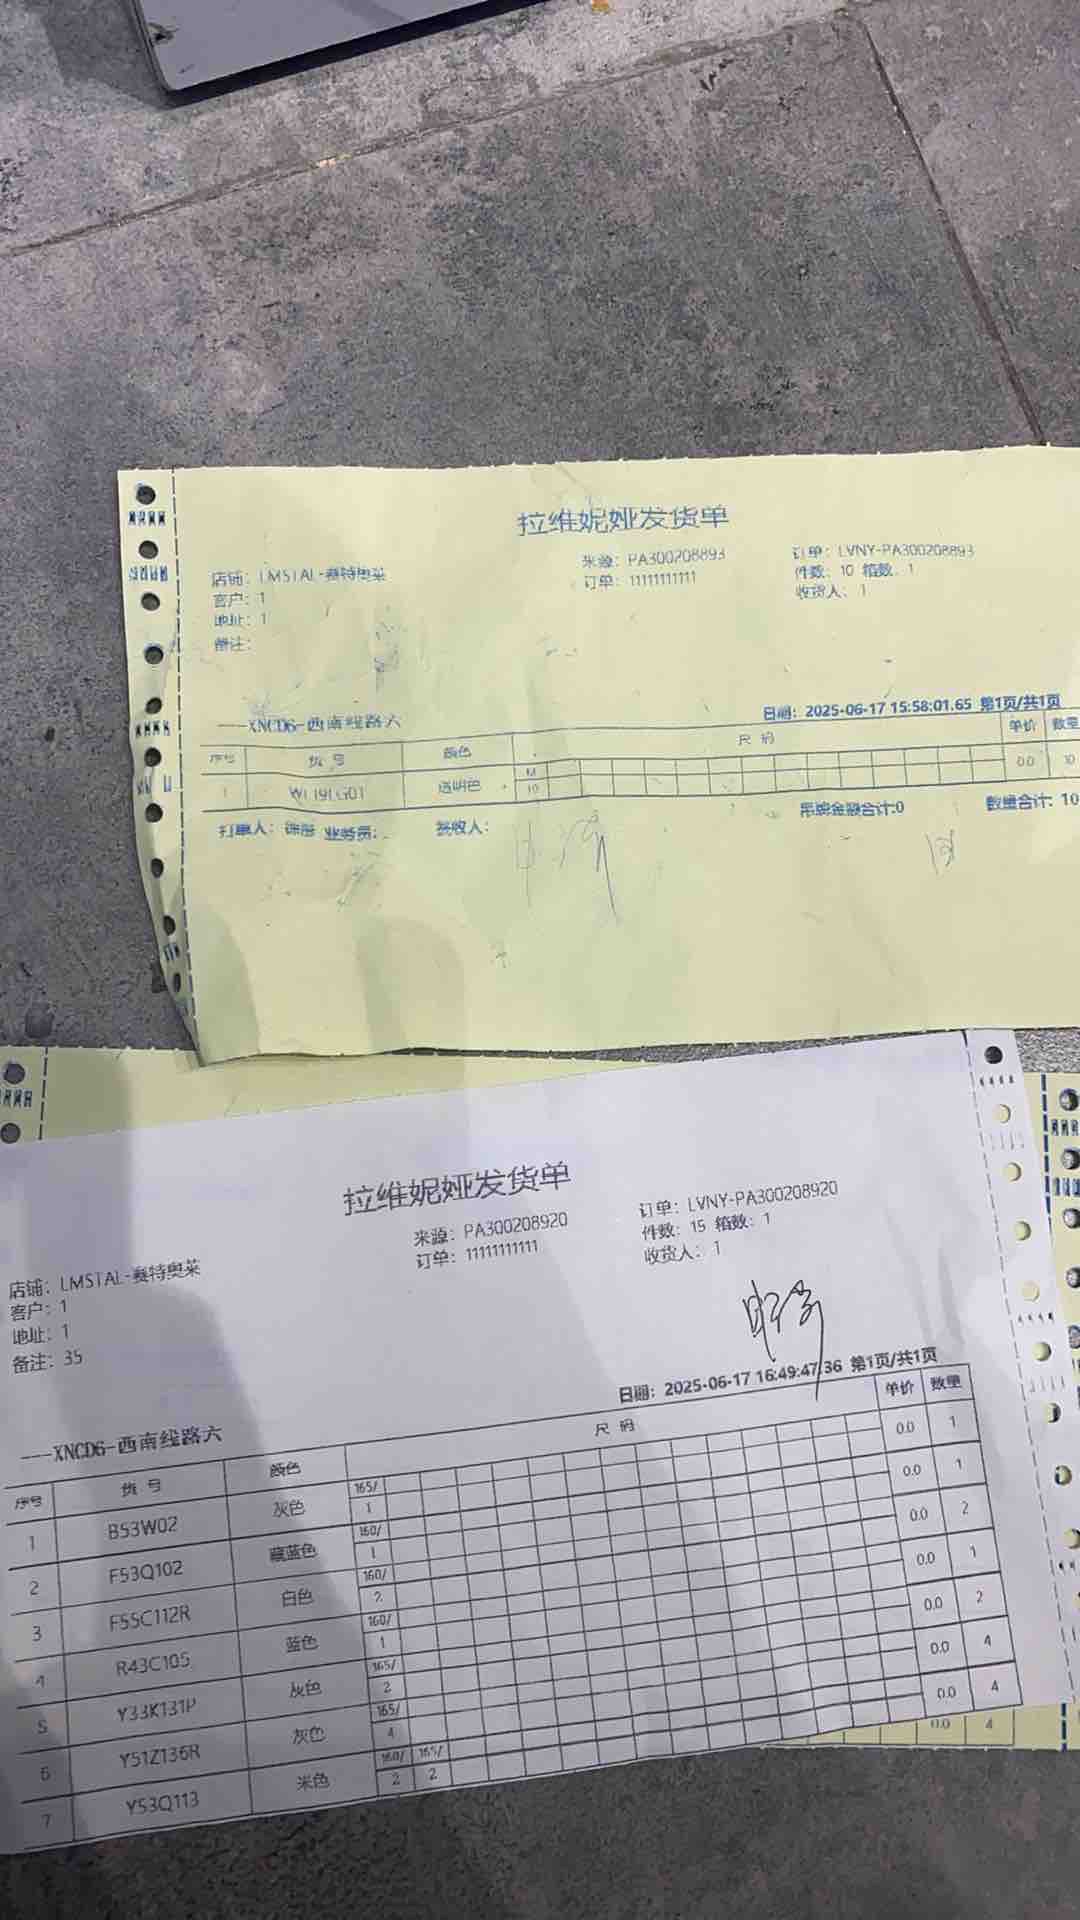 拉维妮娅发货单
店铺：LMSTAL-赛特奥莱 来源：PA300208893 订单：LVNY-PA300208893
客户：1 订单：11111111111 件数：10 箱数：1
地址：1 收货人：1
备注：
----XNCD6-西南线路六 日期：2025-06-17 15:58:01.65 第1页/共1页
序号 货号 颜色 尺码 单价 数量
1 WL19LG01 透明色 M 0.0 10
10
打单人： 业务员： 签收人： 吊牌金额合计:0 数量合计：10
拉维妮娅发货单
店铺：LMSTAL-赛特奥莱 来源：PA300208920 订单：LVNY-PA300208920
客户：1 订单：11111111111 件数：15 箱数：1
地址：1 收货人：1
备注：35
----XNCD6-西南线路六 日期：2025-06-17 16:49:47.36 第1页/共1页
序号 货号 颜色 尺码 单价 数量
1 B53W02 灰色 165/ 0.0 1
1
2 F53Q102 藏蓝色 160/ 0.0 1
1
3 F55C112R 白色 160/ 0.0 2
2
4 R43C105 蓝色 160/ 0.0 1
1
5 Y33K131P 灰色 165/ 0.0 2
2
6 Y51Z136R 灰色 165/ 0.0 4
4
7 Y53Q113 米色 160/ 165/ 0.0 4
2 2
0.0 4